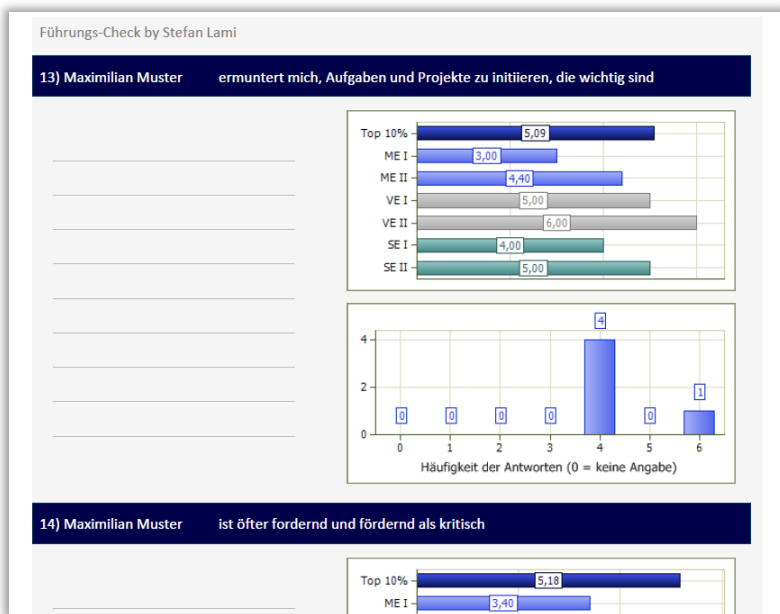 Führungs-Check by Stefan Lami
13) Maximilian Muster ermuntert mich, Aufgaben und Projekte zu initiieren, die wichtig sind
Top 10% 5,09
ME I 3,00
ME II 4,40
VE I 5,00
VE II 6,00
SE I 4,00
SE II 5,00
4
4
2
1
0 0 0 0 0
0
0 1 2 3 4 5 6
Häufigkeit der Antworten (0 = keine Angabe)
14) Maximilian Muster ist öfter fordernd und fördernd als kritisch
Top 10% 5,18
ME I 3,40